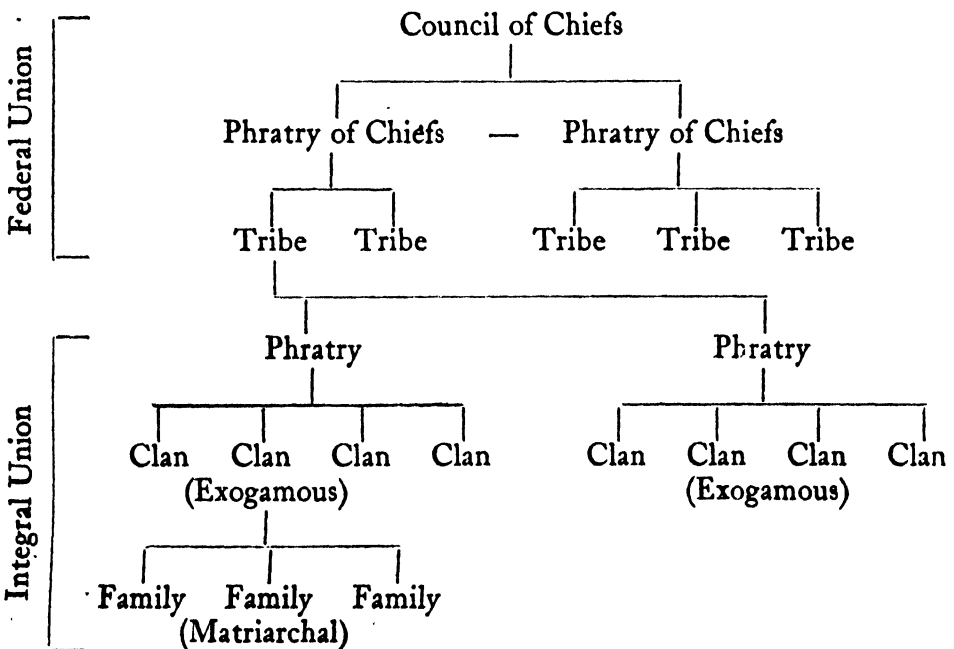 Federal Union
Council of Chiefs
Phratry of Chiefs — Phratry of Chiefs
Tribe Tribe Tribe Tribe Tribe
Integral Union
Phratry Phratry
Clan Clan Clan Clan Clan Clan Clan Clan
(Exogamous) (Exogamous)
Family Family Family
(Matriarchal)